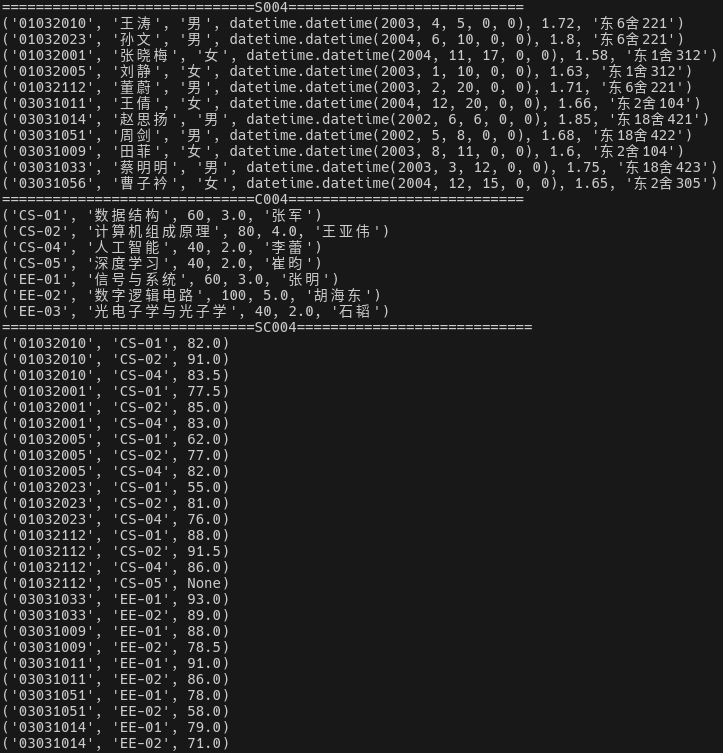 ==============================S004============================
('01032010', '王涛', '男', datetime.datetime(2003, 4, 5, 0, 0), 1.72, '东6舍221')
('01032023', '孙文', '男', datetime.datetime(2004, 6, 10, 0, 0), 1.8, '东6舍221')
('01032001', '张晓梅', '女', datetime.datetime(2004, 11, 17, 0, 0), 1.58, '东1舍312')
('01032005', '刘静', '女', datetime.datetime(2003, 1, 10, 0, 0), 1.63, '东1舍312')
('01032112', '董蔚', '男', datetime.datetime(2003, 2, 20, 0, 0), 1.71, '东6舍221')
('03031011', '王倩', '女', datetime.datetime(2004, 12, 20, 0, 0), 1.66, '东2舍104')
('03031014', '赵思扬', '男', datetime.datetime(2002, 6, 6, 0, 0), 1.85, '东18舍421')
('03031051', '周剑', '男', datetime.datetime(2002, 5, 8, 0, 0), 1.68, '东18舍422')
('03031009', '田菲', '女', datetime.datetime(2003, 8, 11, 0, 0), 1.6, '东2舍104')
('03031033', '蔡明明', '男', datetime.datetime(2003, 3, 12, 0, 0), 1.75, '东18舍423')
('03031056', '曹子衿', '女', datetime.datetime(2004, 12, 15, 0, 0), 1.65, '东2舍305')
==============================C004============================
('CS-01', '数据结构', 60, 3.0, '张军')
('CS-02', '计算机组成原理', 80, 4.0, '王亚伟')
('CS-04', '人工智能', 40, 2.0, '李蕾')
('CS-05', '深度学习', 40, 2.0, '崔昀')
('EE-01', '信号与系统', 60, 3.0, '张明')
('EE-02', '数字逻辑电路', 100, 5.0, '胡海东')
('EE-03', '光电子学与光子学', 40, 2.0, '石韬')
==============================SC004============================
('01032010', 'CS-01', 82.0)
('01032010', 'CS-02', 91.0)
('01032010', 'CS-04', 83.5)
('01032001', 'CS-01', 77.5)
('01032001', 'CS-02', 85.0)
('01032001', 'CS-04', 83.0)
('01032005', 'CS-01', 62.0)
('01032005', 'CS-02', 77.0)
('01032005', 'CS-04', 82.0)
('01032023', 'CS-01', 55.0)
('01032023', 'CS-02', 81.0)
('01032023', 'CS-04', 76.0)
('01032112', 'CS-01', 88.0)
('01032112', 'CS-02', 91.5)
('01032112', 'CS-04', 86.0)
('01032112', 'CS-05', None)
('03031033', 'EE-01', 93.0)
('03031033', 'EE-02', 89.0)
('03031009', 'EE-01', 88.0)
('03031009', 'EE-02', 78.5)
('03031011', 'EE-01', 91.0)
('03031011', 'EE-02', 86.0)
('03031051', 'EE-01', 78.0)
('03031051', 'EE-02', 58.0)
('03031014', 'EE-01', 79.0)
('03031014', 'EE-02', 71.0)